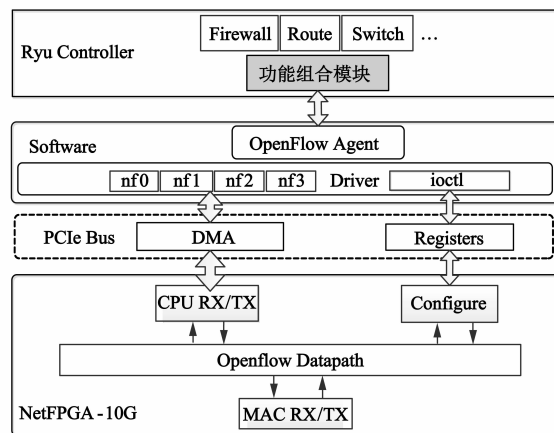 Firewall Route Switch …
Ryu Controller
功能组合模块
OpenFlow Agent
Software
nf0 nf1 nf2 nf3 Driver ioctl
PCIe Bus DMA Registers
CPU RX/TX Configure
Openflow Datapath
MAC RX/TX
NetFPGA-10G